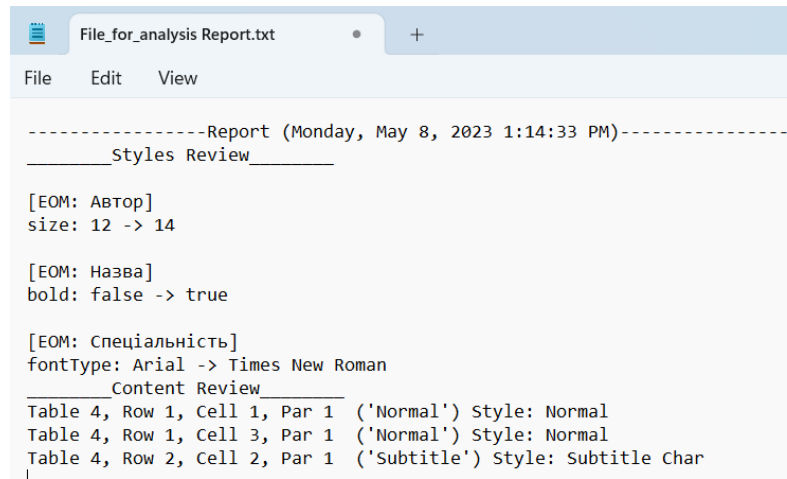 File_for_analysis Report.txt
File Edit View
-----------------Report (Monday, May 8, 2023 1:14:33 PM)----------------
________Styles Review________
[ЕОМ: Автор]
size: 12 -> 14
[ЕОМ: Назва]
bold: false -> true
[ЕОМ: Спеціальність]
fontType: Arial -> Times New Roman
________Content Review________
Table 4, Row 1, Cell 1, Par 1  ('Normal') Style: Normal
Table 4, Row 1, Cell 3, Par 1  ('Normal') Style: Normal
Table 4, Row 2, Cell 2, Par 1  ('Subtitle') Style: Subtitle Char